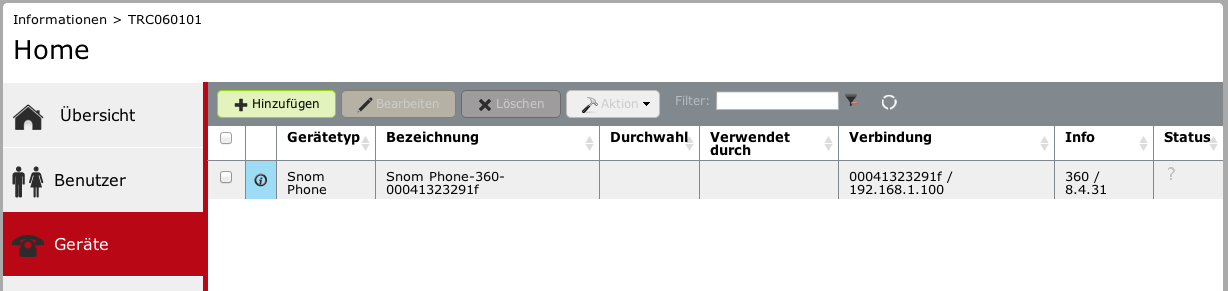 Informationen > TRC060101
Home
Übersicht
Benutzer
Geräte
Hinzufügen Bearbeiten Löschen Aktion Filter:
Gerätetyp Bezeichnung Durchwahl Verwendet durch Verbindung Info Status
Snom Phone-360- 00041323291f / 360 / ?
Snom
Phone 00041323291f 192.168.1.100 8.4.31